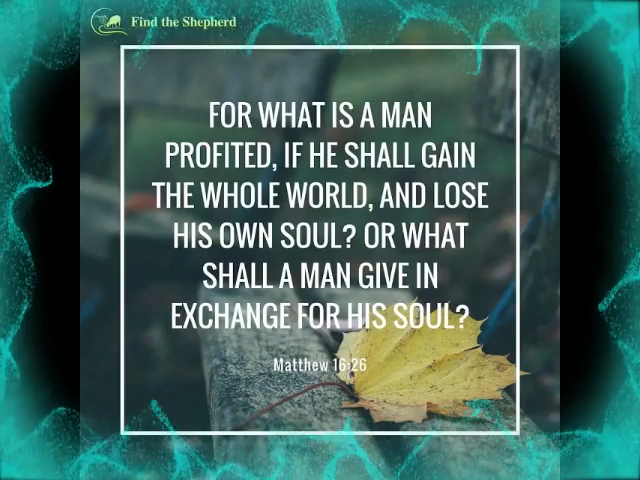 Find the Shepherd
FOR WHAT IS A MAN
PROFITED, IF HE SHALL GAIN
THE WHOLE WORLD, AND LOSE
HIS OWN SOUL? OR WHAT
SHALL A MAN GIVE IN
EXCHANGE FOR HIS SOUL?
Matthew 16:26